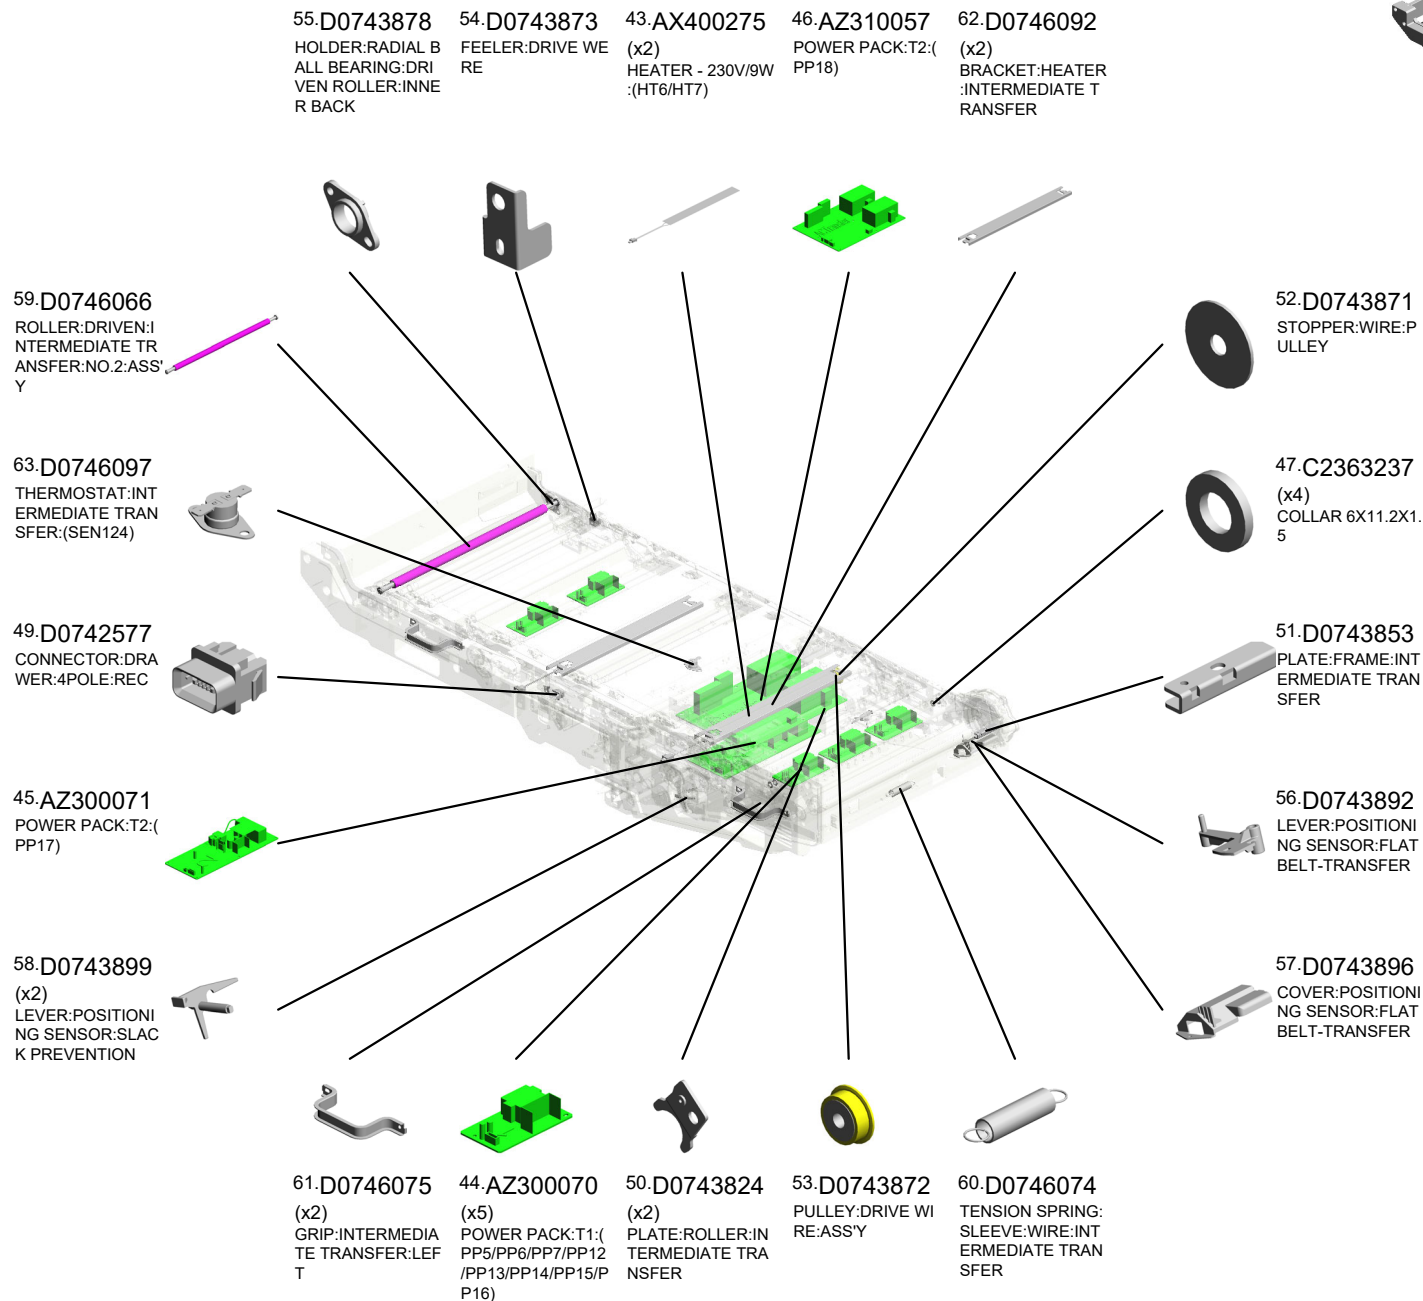 55.D0743878
HOLDER:RADIAL B
ALL BEARING:DRI
VEN ROLLER:INNE
R BACK
54.D0743873
FEELER:DRIVE WE
RE
43.AX400275
(x2)
HEATER - 230V/9W
:(HT6/HT7)
46.AZ310057
POWER PACK:T2:(
PP18)
62.D0746092
(x2)
BRACKET:HEATER
:INTERMEDIATE T
RANSFER
59.D0746066
ROLLER:DRIVEN:I
NTERMEDIATE TR
ANSFER:NO.2:ASS'
Y
52.D0743871
STOPPER:WIRE:P
ULLEY
63.D0746097
THERMOSTAT:INT
ERMEDIATE TRAN
SFER:(SEN124)
47.C2363237
(x4)
COLLAR 6X11.2X1.
5
49.D0742577
CONNECTOR:DRA
WER:4POLE:REC
51.D0743853
PLATE:FRAME:INT
ERMEDIATE TRAN
SFER
45.AZ300071
POWER PACK:T2:(
PP17)
56.D0743892
LEVER:POSITIONI
NG SENSOR:FLAT
BELT-TRANSFER
58.D0743899
(x2)
LEVER:POSITIONI
NG SENSOR:SLAC
K PREVENTION
57.D0743896
COVER:POSITIONI
NG SENSOR:FLAT
BELT-TRANSFER
61.D0746075
(x2)
GRIP:INTERMEDIA
TE TRANSFER:LEF
T
44.AZ300070
(x5)
POWER PACK:T1:(
PP5/PP6/PP7/PP12
/PP13/PP14/PP15/P
P16)
50.D0743824
(x2)
PLATE:ROLLER:IN
TERMEDIATE TRA
NSFER
53.D0743872
PULLEY:DRIVE WI
RE:ASS'Y
60.D0746074
TENSION SPRING:
SLEEVE:WIRE:INT
ERMEDIATE TRAN
SFER